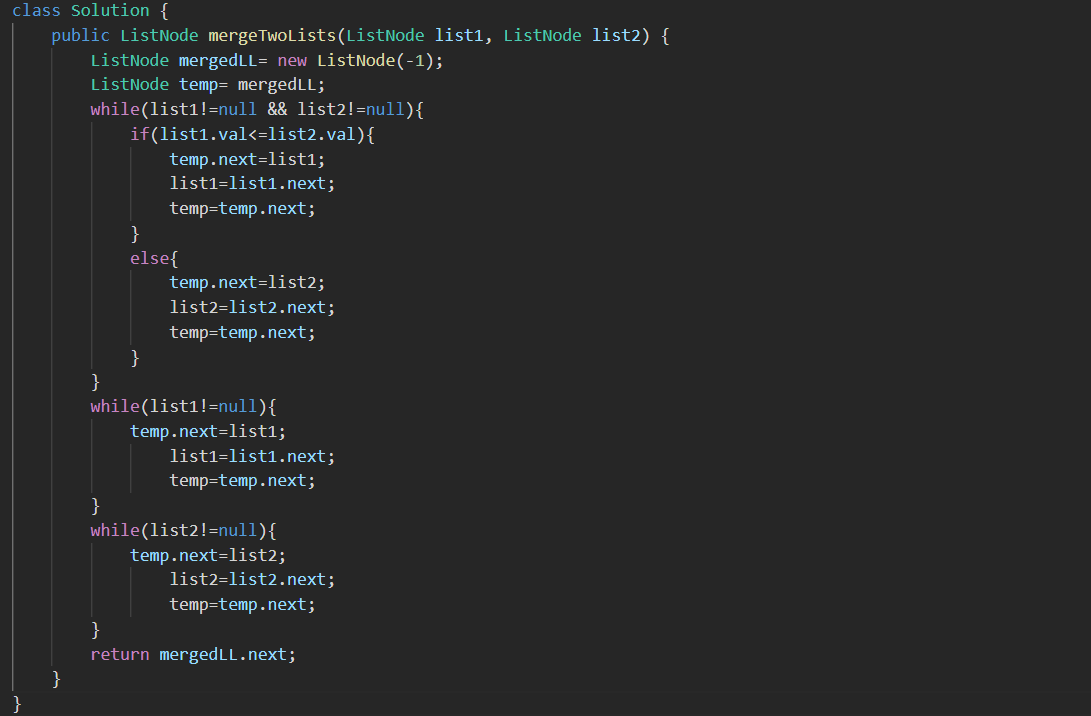 class Solution {
    public ListNode mergeTwoLists(ListNode list1, ListNode list2) {
        ListNode mergedLL= new ListNode(-1);
        ListNode temp= mergedLL;
        while(list1!=null && list2!=null){
            if(list1.val<=list2.val){
                temp.next=list1;
                list1=list1.next;
                temp=temp.next;
            }
            else{
                temp.next=list2;
                list2=list2.next;
                temp=temp.next;
            }
        }
        while(list1!=null){
            temp.next=list1;
                list1=list1.next;
                temp=temp.next;
        }
        while(list2!=null){
            temp.next=list2;
                list2=list2.next;
                temp=temp.next;
        }
        return mergedLL.next;
    }
}